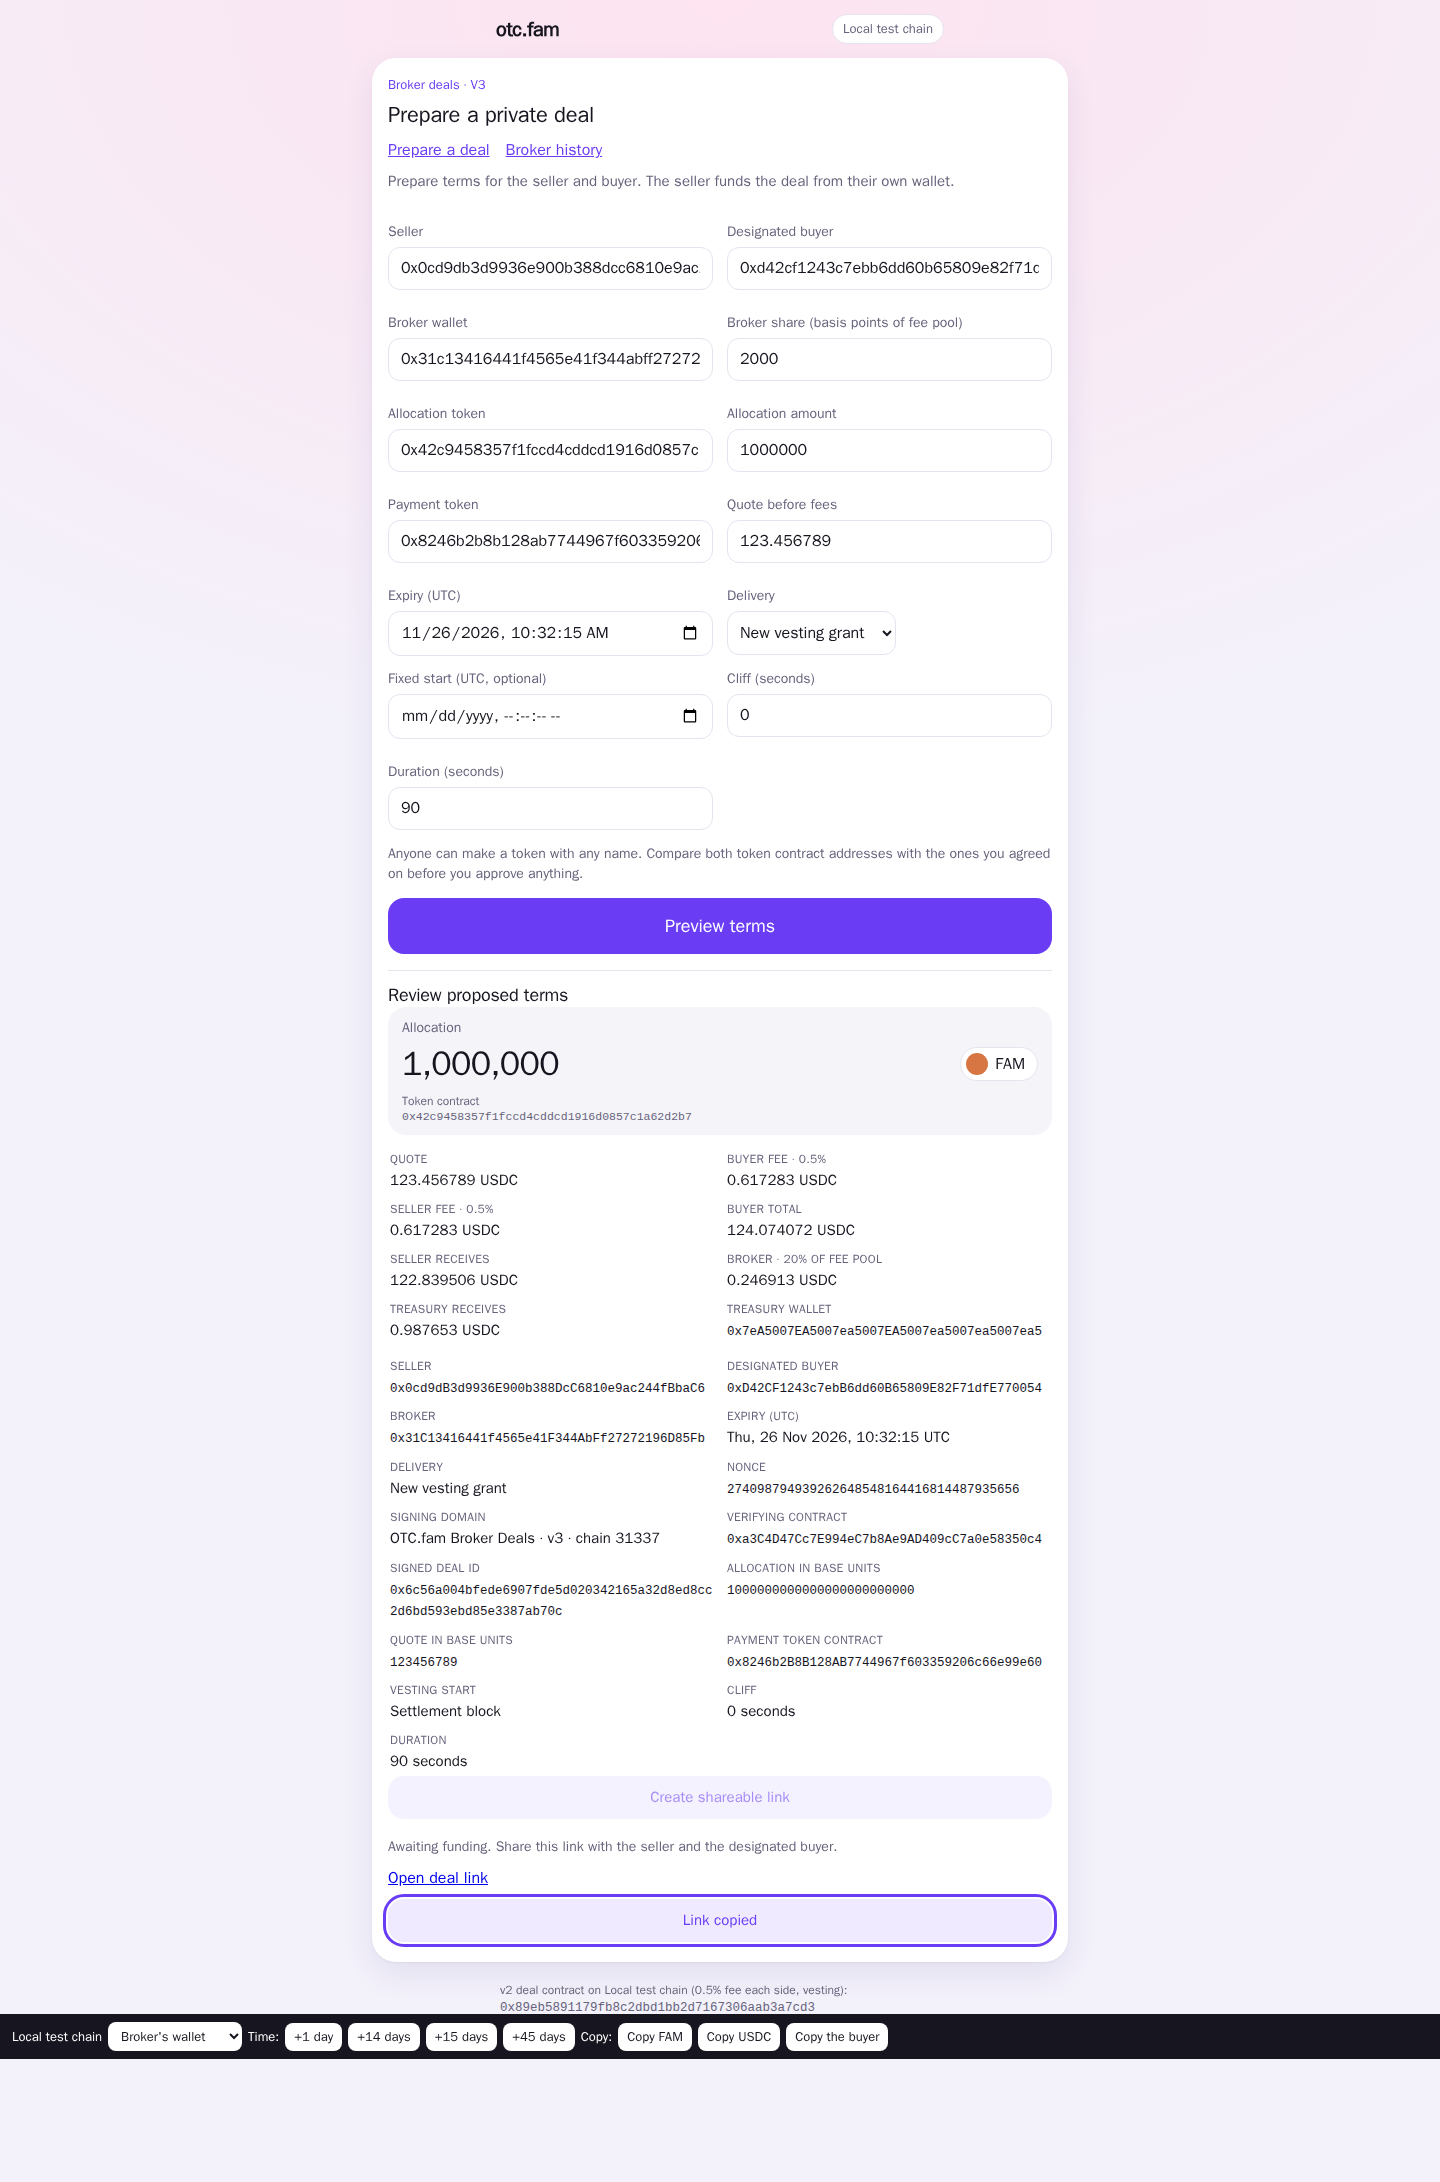 otc.fam
Local test chain
Broker deals · V3
Prepare a private deal
Prepare a deal Broker history
Prepare terms for the seller and buyer. The seller funds the deal from their own wallet.
Seller Designated buyer
0x0cd9db3d9936e900b388dcc6810e9ac 0xd42cf1243c7ebb6dd60b65809e82f71d
Broker wallet Broker share (basis points of fee pool)
0x31c13416441f4565e41f344abff27272 2000
Allocation token Allocation amount
0x42c9458357f1fccd4cddcd1916d0857c 1000000
Payment token Quote before fees
0x8246b2b8b128ab7744967f603359206 123.456789
Expiry (UTC) Delivery
11/26/2026, 10:32:15 AM New vesting grant
Fixed start (UTC, optional) Cliff (seconds)
mm/dd/yyyy, --:--:-- -- 0
Duration (seconds)
90
Anyone can make a token with any name. Compare both token contract addresses with the ones you agreed
on before you approve anything.
Preview terms
Review proposed terms
Allocation
1,000,000 FAM
Token contract
0x42c9458357f1fccd4cddcd1916d0857c1a62d2b7
QUOTE BUYER FEE · 0.5%
123.456789 USDC 0.617283 USDC
SELLER FEE · 0.5% BUYER TOTAL
0.617283 USDC 124.074072 USDC
SELLER RECEIVES BROKER · 20% OF FEE POOL
122.839506 USDC 0.246913 USDC
TREASURY RECEIVES TREASURY WALLET
0.987653 USDC 0x7eA5007EA5007ea5007EA5007ea5007ea5007ea5
SELLER DESIGNATED BUYER
0x0cd9dB3d9936E900b388DcC6810e9ac244fBbaC6 0xD42CF1243c7ebB6dd60B65809E82F71dfE770054
BROKER EXPIRY (UTC)
0x31C13416441f4565e41F344AbFf27272196D85Fb Thu, 26 Nov 2026, 10:32:15 UTC
DELIVERY NONCE
New vesting grant 274098794939262648548164416814487935656
SIGNING DOMAIN VERIFYING CONTRACT
OTC.fam Broker Deals · v3 · chain 31337 0xa3C4D47Cc7E994eC7b8Ae9AD409cC7a0e58350c4
SIGNED DEAL ID ALLOCATION IN BASE UNITS
0x6c56a004bfede6907fde5d020342165a32d8ed8cc 1000000000000000000000000
2d6bd593ebd85e3387ab70c
QUOTE IN BASE UNITS PAYMENT TOKEN CONTRACT
123456789 0x8246b2B8B128AB7744967f603359206c66e99e60
VESTING START CLIFF
Settlement block 0 seconds
DURATION
90 seconds
Create shareable link
Awaiting funding. Share this link with the seller and the designated buyer.
Open deal link
Link copied
v2 deal contract on Local test chain (0.5% fee each side, vesting):
0x89eb5891179fb8c2dbd1bb2d7167306aab3a7cd3
Local test chain Broker's wallet Time: +1 day +14 days +15 days +45 days Copy: Copy FAM Copy USDC Copy the buyer